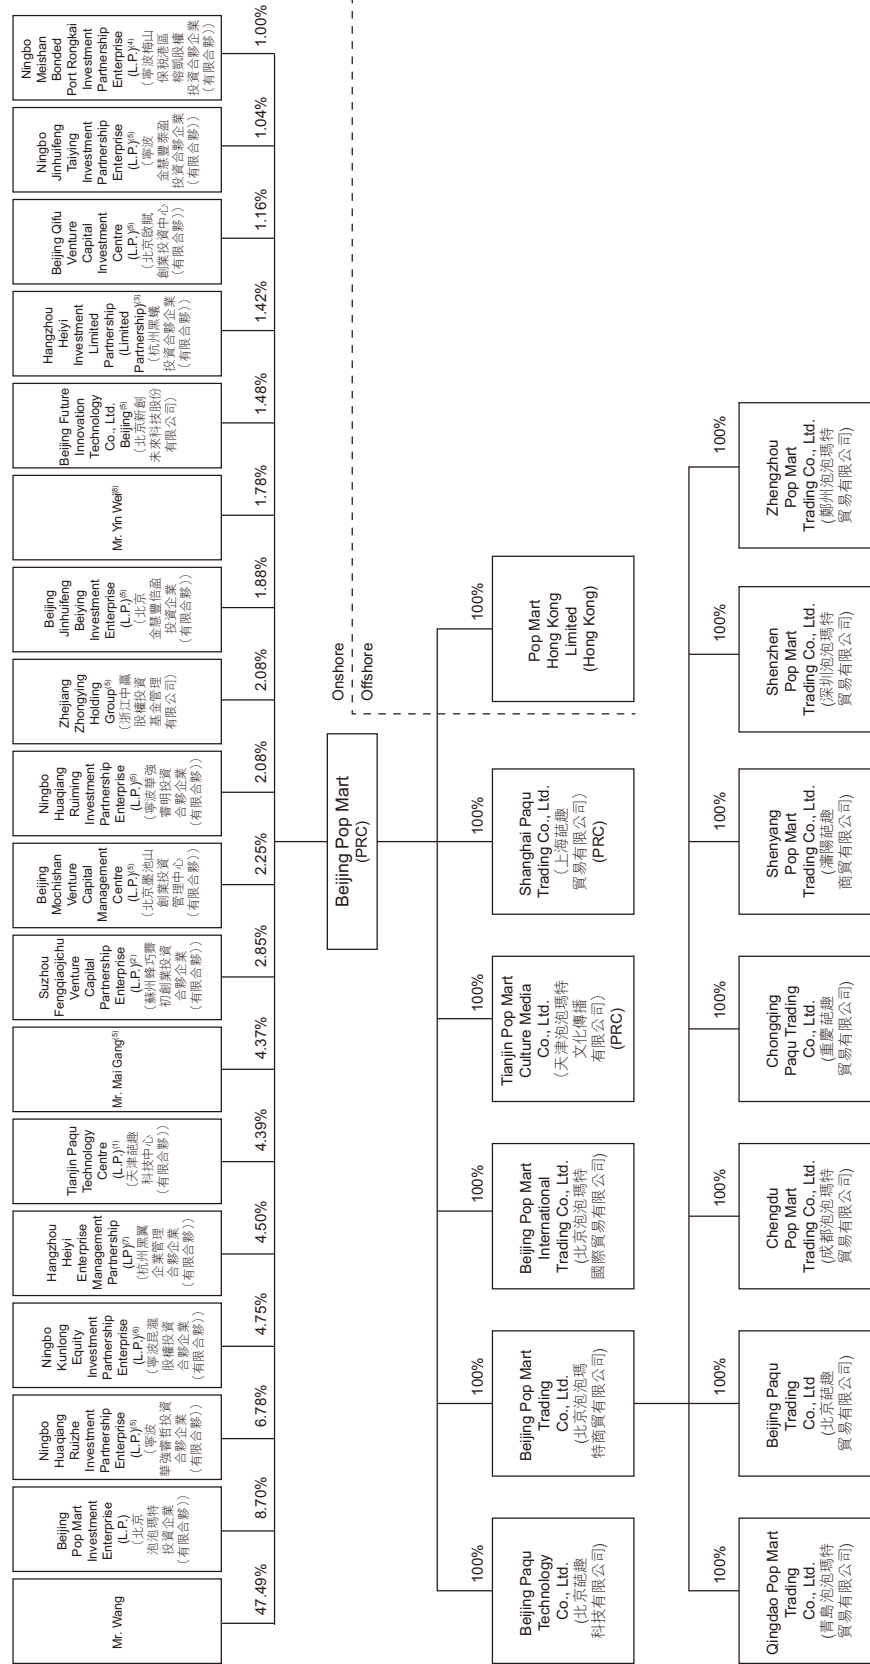 Mr. Wang
47.49%
Beijing
Pop Mart
Investment
Enterprise
(L.P.)
(北京
泡泡瑪特
投資企業
(有限合夥))
8.70%
Ningbo
Huaqiang
Ruizhe
Investment
Partnership
Enterprise
(L.P.)(5)
(寧波
華強睿哲投資
合夥企業
(有限合夥))
6.78%
Ningbo
Kunlong
Equity
Investment
Partnership
Enterprise
(L.P.)(6)
(寧波昆瀧
股權投資
合夥企業
(有限合夥))
4.75%
Hangzhou
Heiyi
Enterprise
Management
Partnership
(LP)(7)
(杭州黑翼
企業管理
合夥企業
(有限合夥))
4.50%
Tianjin Paqu
Technology
Centre
(L.P.)(1)
(天津葩趣
科技中心
(有限合夥))
4.39%
Mr. Mai Gang(5)
4.37%
Suzhou
Fengqiaojichu
Venture
Capital
Partnership
Enterprise
(L.P.)(2)
(蘇州蜂巧霽
初創業投資
合夥企業
(有限合夥))
2.85%
Beijing
Mochishan
Venture
Capital
Management
Centre
(L.P.)(5)
(北京墨池山
創業投資
管理中心
(有限合夥))
2.25%
Ningbo
Huaqiang
Ruiming
Investment
Partnership
Enterprise
(L.P.)(5)
(寧波華強
睿明投資
合夥企業
(有限合夥))
2.08%
Zhejiang
Zhongying
Holding
Group(5)
(浙江中贏
股權投資
基金管理
有限公司)
2.08%
Beijing
Jinhuifeng
Beiying
Investment
Enterprise
(L.P.)(5)
(北京
金慧豐倍盈
投資企業
(有限合夥))
1.88%
Mr. Yin Wei(8)
1.78%
Beijing Future
Innovation
Technology
Co., Ltd.
Beijing(5)
(北京新創
未來科技股份
有限公司)
1.48%
Hangzhou
Heiyi
Investment
Limited
Partnership
(Limited
Partnership)(3)
(杭州黑蟻
投資合夥企業
(有限合夥))
1.42%
Beijing Qifu
Venture
Capital
Investment
Centre
(L.P.)(5)
(北京啟賦
創業投資中心
(有限合夥))
1.16%
Ningbo
Jinhuifeng
Taiying
Investment
Partnership
Enterprise
(L.P.)(5)
(寧波
金慧豐泰盈
投資合夥企業
(有限合夥))
1.04%
Ningbo
Meishan
Bonded
Port Rongkai
Investment
Partnership
Enterprise
(L.P.)(4)
(寧波梅山
保税港區
榕凱股權
投資合夥企業
(有限合夥))
1.00%
Beijing Pop Mart
(PRC)
Onshore
Offshore
100%
Beijing Paqu
Technology
Co., Ltd.
(北京葩趣
科技有限公司)
100%
Beijing Pop Mart
Trading
Co., Ltd.
(北京泡泡瑪
特商貿有限公司)
100%
Beijing Pop Mart
International
Trading Co., Ltd.
(北京泡泡瑪特
國際貿易有限公司)
100%
Tianjin Pop Mart
Culture Media
Co., Ltd.
(天津泡泡瑪特
文化傳播
有限公司)
(PRC)
100%
Shanghai Paqu
Trading Co., Ltd.
(上海葩趣
貿易有限公司)
(PRC)
100%
Pop Mart
Hong Kong
Limited
(Hong Kong)
100%
Qingdao Pop Mart
Trading
Co., Ltd.
(青島泡泡瑪特
貿易有限公司)
100%
Beijing Paqu
Trading
Co., Ltd
(北京葩趣
貿易有限公司)
100%
Chengdu
Pop Mart
Trading Co., Ltd.
(成都泡泡瑪特
貿易有限公司)
100%
Chongqing
Paqu Trading
Co., Ltd.
(重慶葩趣
貿易有限公司)
100%
Shenyang
Pop Mart
Trading Co., Ltd.
(瀋陽葩趣
商貿有限公司)
100%
Shenzhen
Pop Mart
Trading Co., Ltd.
(深圳泡泡瑪特
貿易有限公司)
100%
Zhengzhou
Pop Mart
Trading Co., Ltd.
(鄭州泡泡瑪特
貿易有限公司)